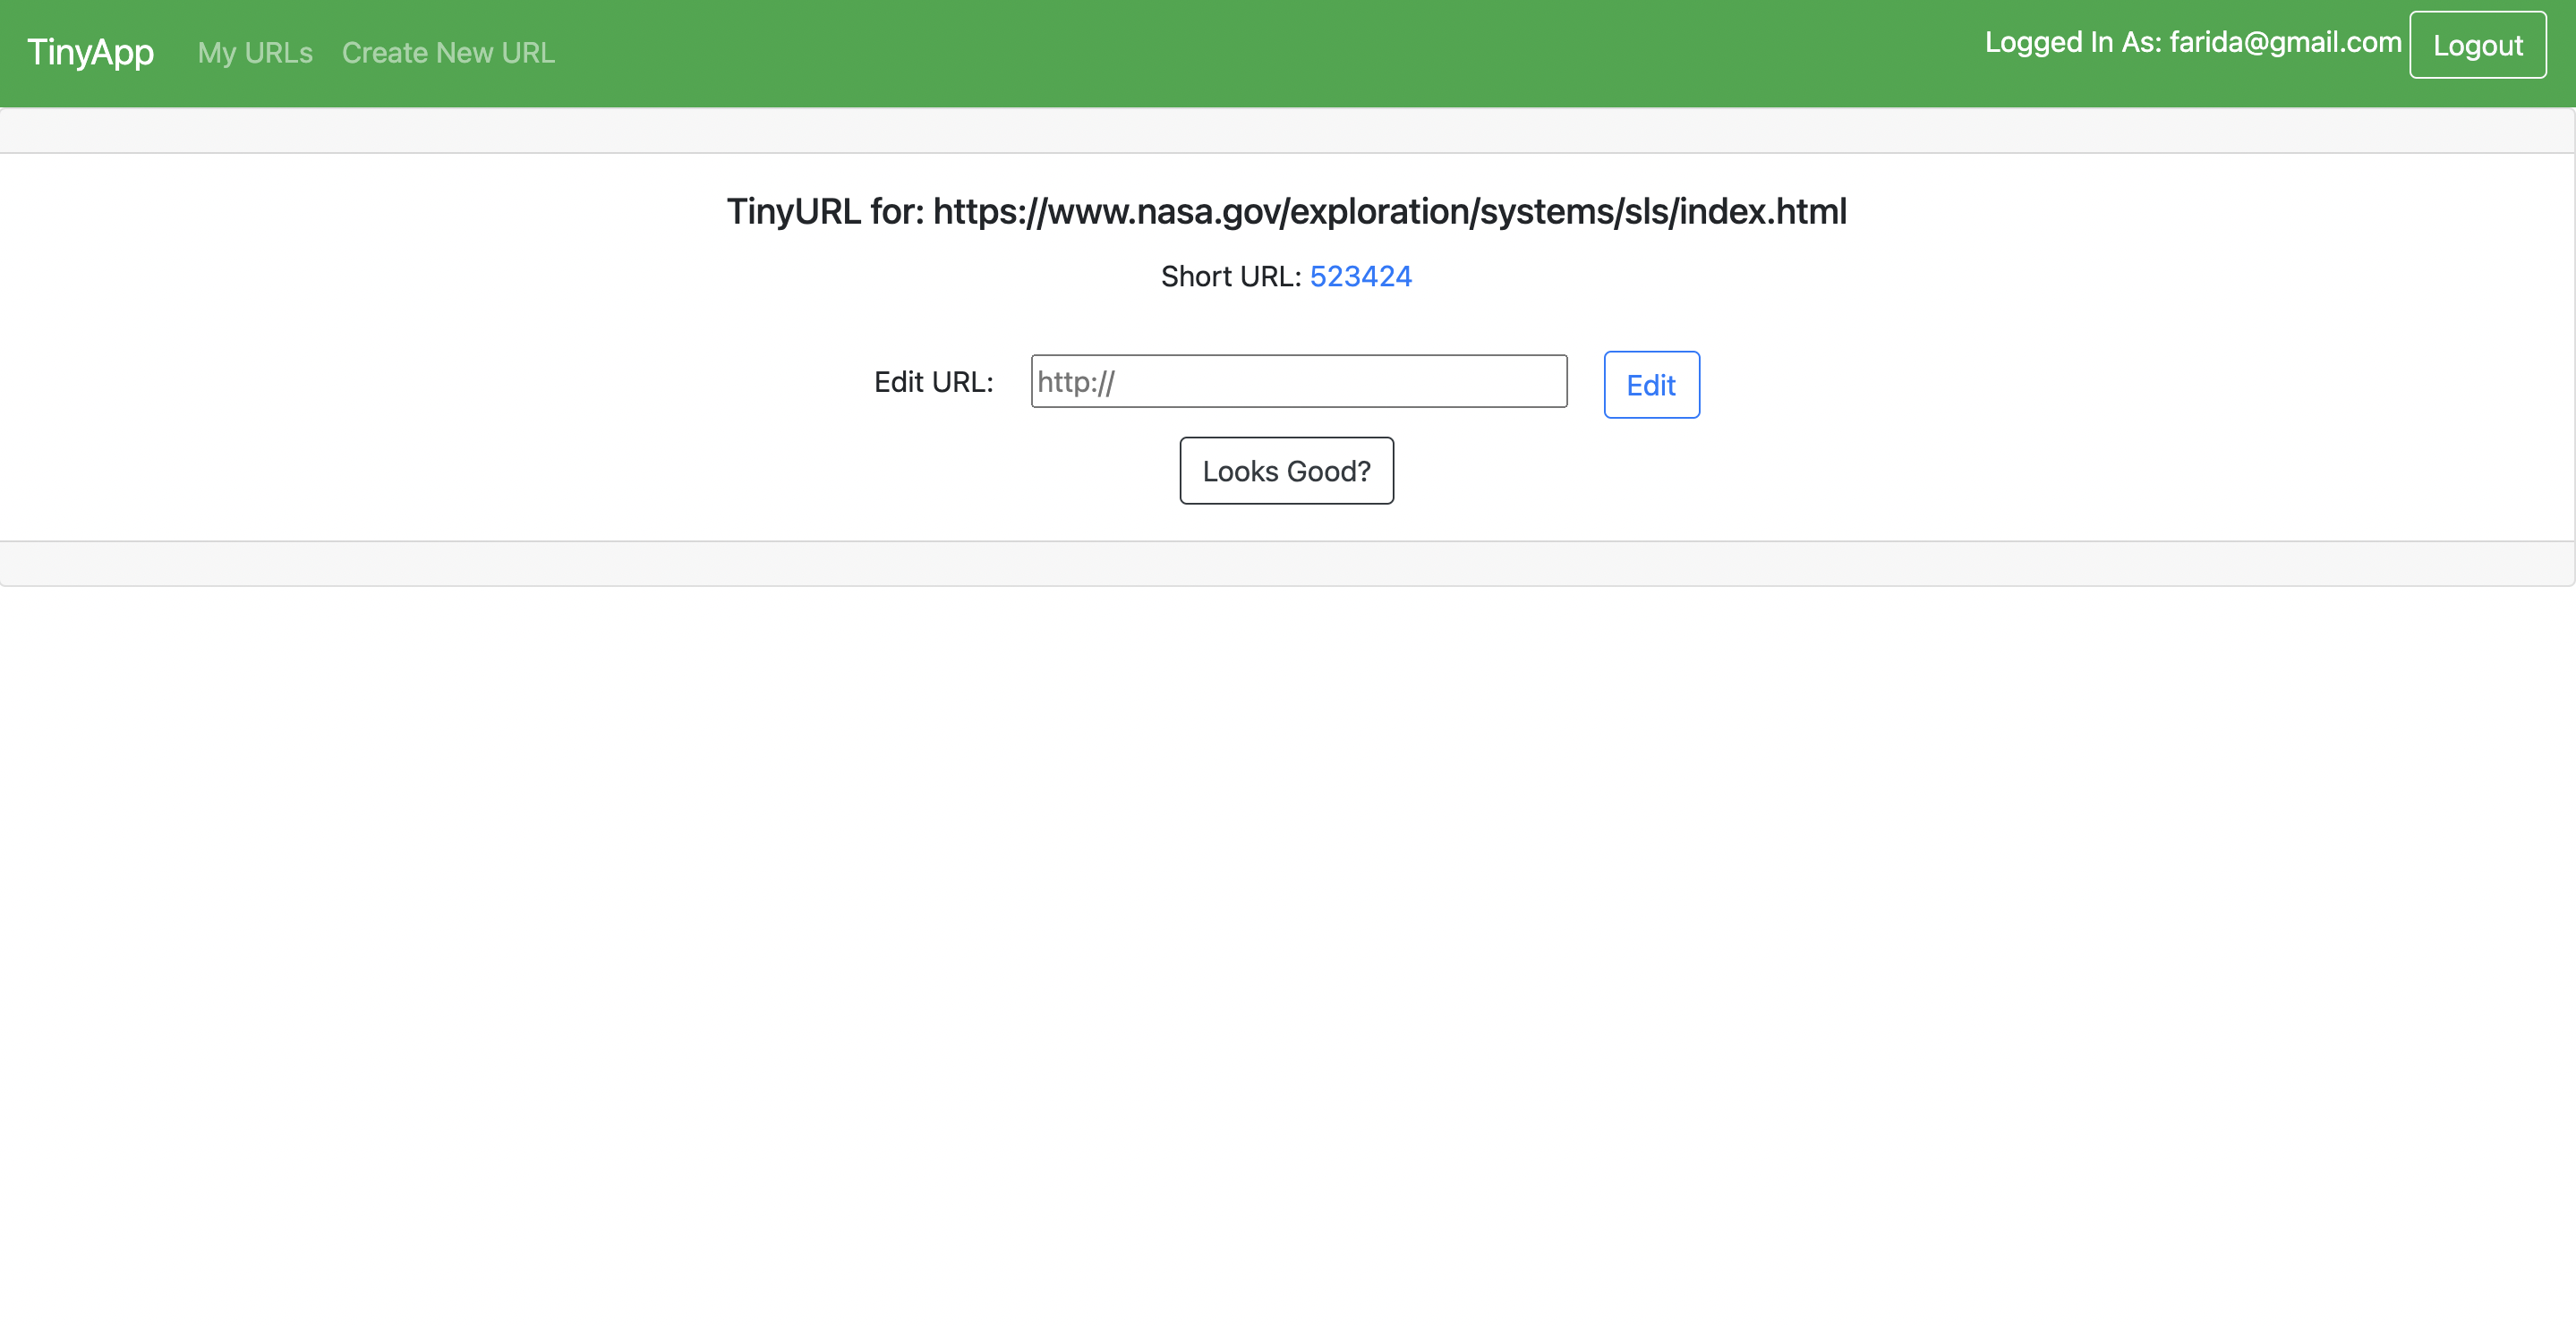 TinyApp My URLs Create New URL Logged In As: farida@gmail.com Logout
TinyURL for: https://www.nasa.gov/exploration/systems/sls/index.html
Short URL: 523424
Edit URL: http:// Edit
Looks Good?